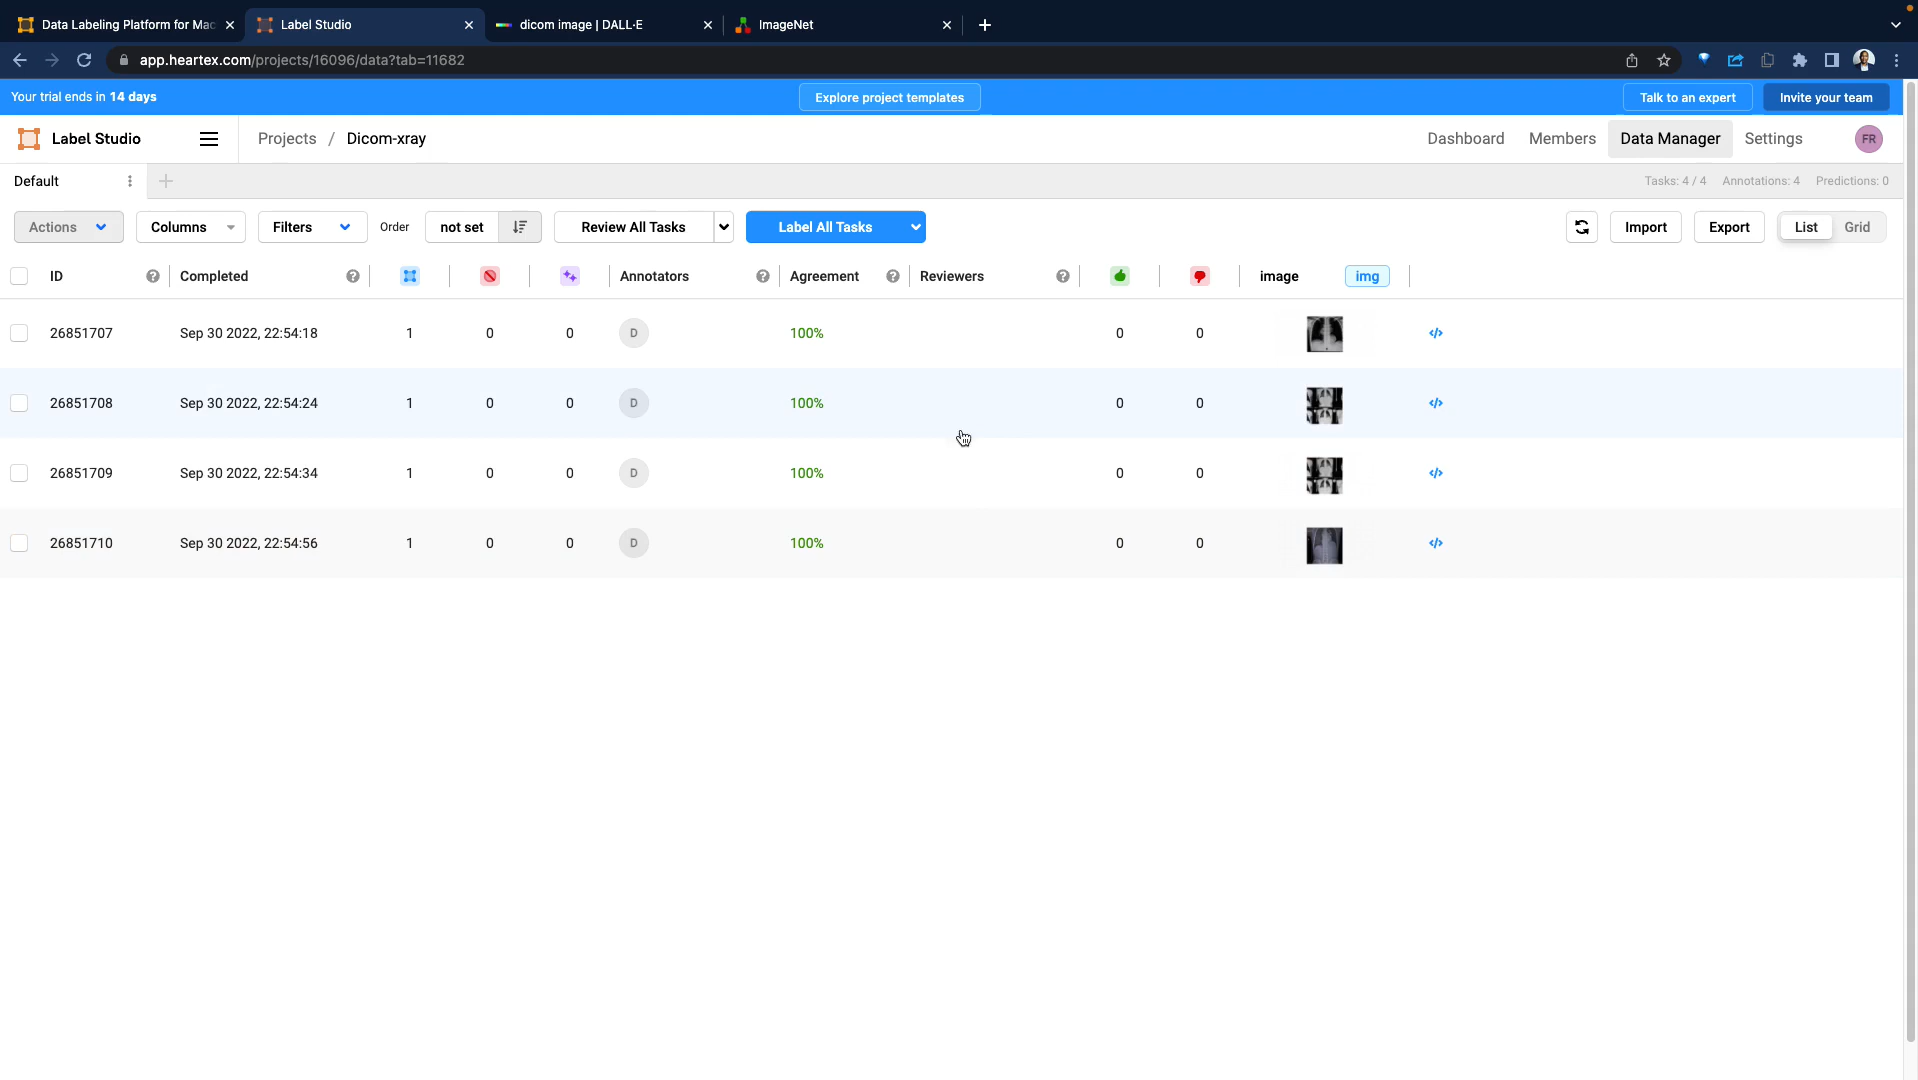 Data Labeling Platform for Mac
Label Studio
dicom image | DALL·E
ImageNet
app.heartex.com/projects/16096/data?tab=11682
Your trial ends in 14 days
Explore project templates
Talk to an expert
Invite your team
Label Studio
Projects / Dicom-xray
Dashboard
Members
Data Manager
Settings
FR
Default
Tasks: 4 / 4 Annotations: 4 Predictions: 0
Actions
Columns
Filters
Order
not set
Review All Tasks
Label All Tasks
Import
Export
List
Grid
ID Completed Annotators Agreement Reviewers image img
26851707 Sep 30 2022, 22:54:18 1 0 0 D 100% 0 0 </>
26851708 Sep 30 2022, 22:54:24 1 0 0 D 100% 0 0 </>
26851709 Sep 30 2022, 22:54:34 1 0 0 D 100% 0 0 </>
26851710 Sep 30 2022, 22:54:56 1 0 0 D 100% 0 0 </>